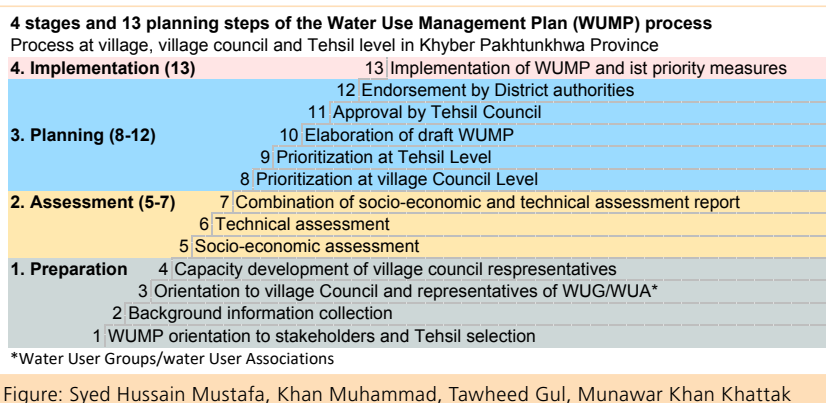 4 stages and 13 planning steps of the Water Use Management Plan (WUMP) process
Process at village, village council and Tehsil level in Khyber Pakhtunkhwa Province
4. Implementation (13) 13 Implementation of WUMP and ist priority measures
12 Endorsement by District authorities
11 Approval by Tehsil Council
3. Planning (8-12) 10 Elaboration of draft WUMP
9 Prioritization at Tehsil Level
8 Prioritization at village Council Level
2. Assessment (5-7) 7 Combination of socio-economic and technical assessment report
6 Technical assessment
5 Socio-economic assessment
1. Preparation 4 Capacity development of village council respresentatives
3 Orientation to village Council and representatives of WUG/WUA*
2 Background information collection
1 WUMP orientation to stakeholders and Tehsil selection
*Water User Groups/water User Associations
Figure: Syed Hussain Mustafa, Khan Muhammad, Tawheed Gul, Munawar Khan Khattak